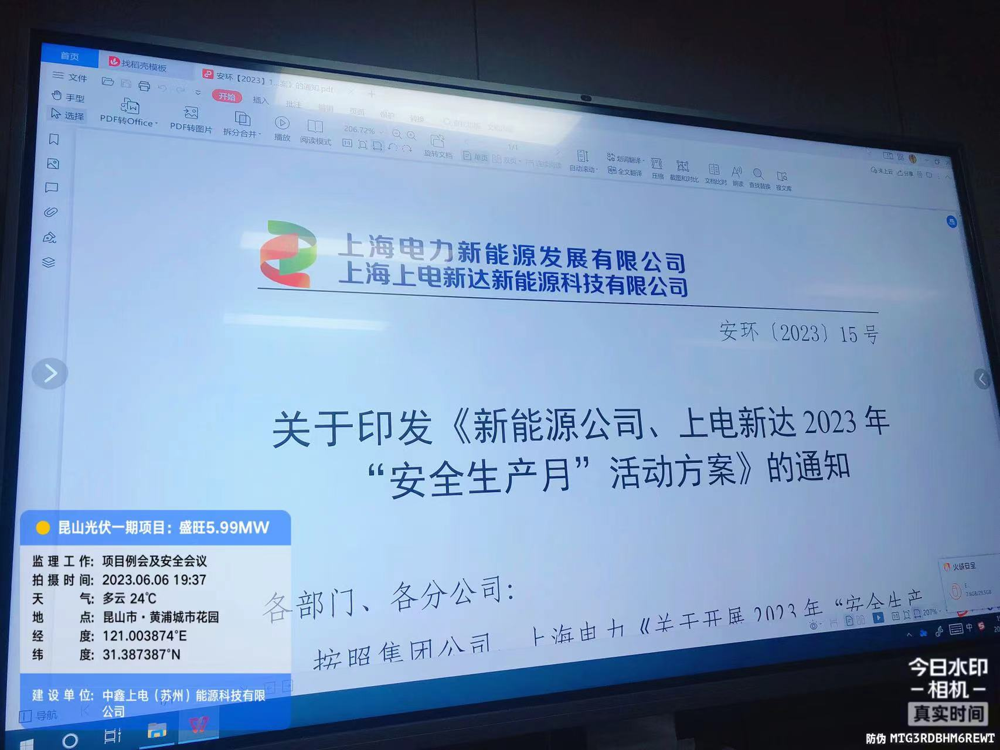 首页
找稻壳模板
安环【2023】1...案》的通知.pdf
文件
开始
插入
批注
编辑
页面
保护
转换
手型
选择
PDF转Office
PDF转图片
拆分合并
播放
阅读模式
206.72%
旋转文档
单页
双页
连续阅读
1/1
自动滚动
划词翻译
全文翻译
压缩
截图和对比
文档比对
朗读
查找替换
搜文库
未上云
分享
上海电力新能源发展有限公司
上海上电新达新能源科技有限公司
安环〔2023〕15号
关于印发《新能源公司、上电新达2023年
“安全生产月”活动方案》的通知
各部门、各分公司：
按照集团公司、上海电力《关于开展2023年“安全生产
火绒安全
E:
7.6GB/29.5GB
207%
中
导航
昆山光伏一期项目：盛旺5.99MW
监理工作：项目例会及安全会议
拍摄时间：2023.06.06 19:37
天气：多云 24℃
地点：昆山市·黄浦城市花园
经度：121.003874°E
纬度：31.387387°N
建设单位：中鑫上电（苏州）能源科技有限
公司
今日水印
相机
真实时间
防伪 MTG3RDBHM6REWT